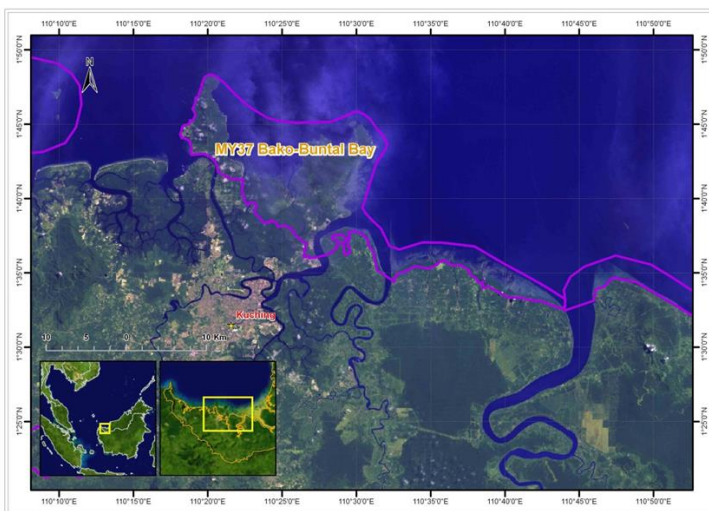 110°10'0"E 110°15'0"E 110°20'0"E 110°25'0"E 110°30'0"E 110°35'0"E 110°40'0"E 110°45'0"E 110°50'0"E
1°50'0"N 1°50'0"N
N
1°45'0"N 1°45'0"N
MY37 Bako-Buntal Bay
1°40'0"N 1°40'0"N
1°35'0"N 1°35'0"N
Kuching
10 5 0 10 Km
1°30'0"N 1°30'0"N
1°25'0"N 1°25'0"N
110°10'0"E 110°15'0"E 110°20'0"E 110°25'0"E 110°30'0"E 110°35'0"E 110°40'0"E 110°45'0"E 110°50'0"E